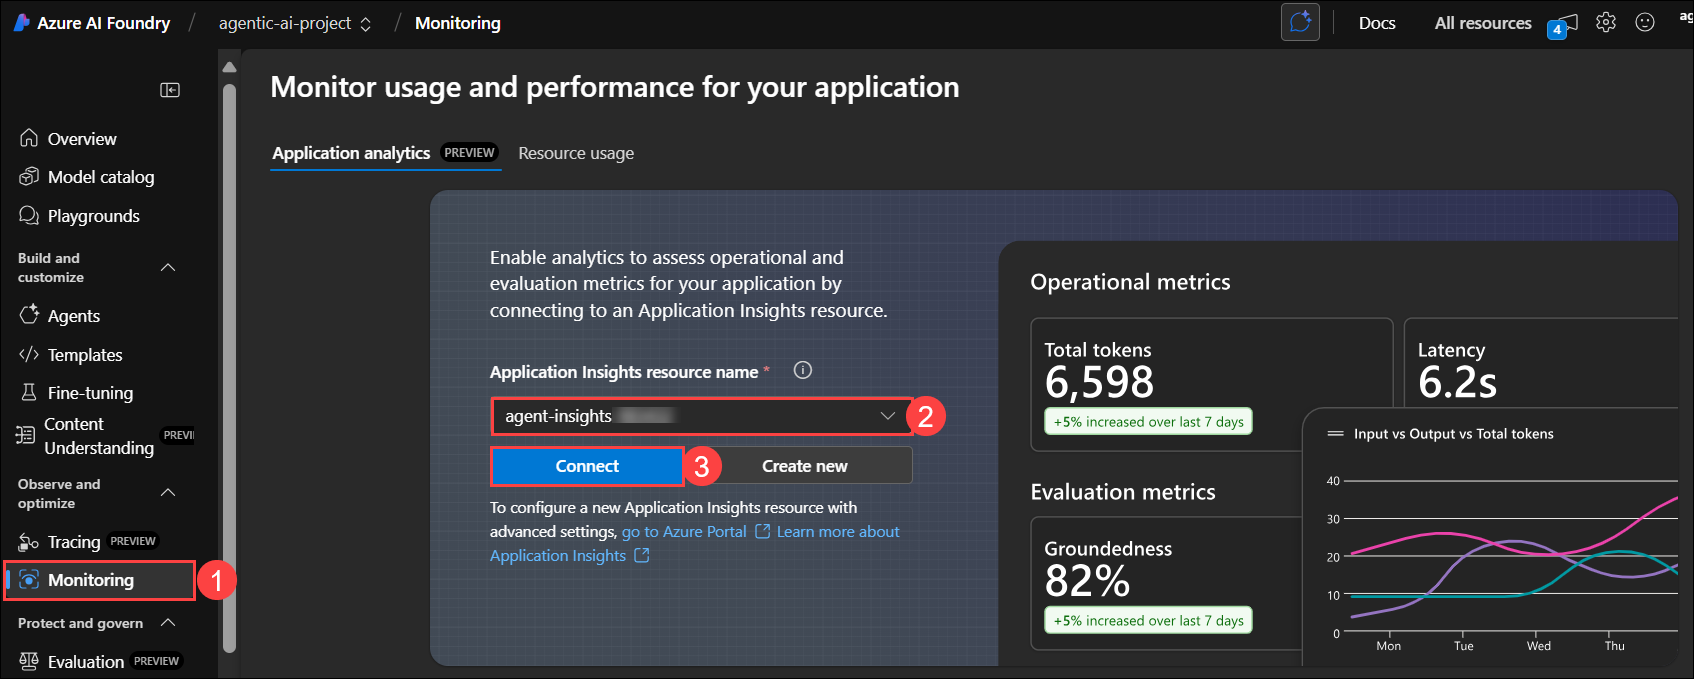 Azure AI Foundry / agentic-ai-project / Monitoring
Docs
All resources
4
ag
Monitor usage and performance for your application
Overview
Model catalog
Playgrounds
Build and
customize
Agents
Templates
Fine-tuning
Content
Understanding
PREVI
Observe and
optimize
Tracing PREVIEW
Monitoring
1
Protect and govern
Evaluation PREVIEW
Application analytics PREVIEW
Resource usage
Enable analytics to assess operational and
evaluation metrics for your application by
connecting to an Application Insights resource.
Application Insights resource name *
agent-insights
2
Connect
3
Create new
To configure a new Application Insights resource with
advanced settings, go to Azure Portal Learn more about
Application Insights
Operational metrics
Total tokens
6,598
+5% increased over last 7 days
Latency
6.2s
Evaluation metrics
Groundedness
82%
+5% increased over last 7 days
Input vs Output vs Total tokens
40
30
20
10
0
Mon Tue Wed Thu